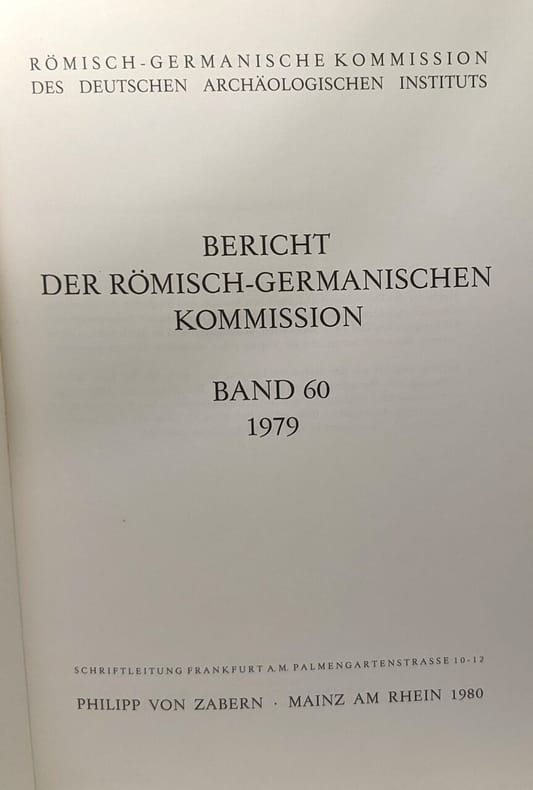 RÖMISCH-GERMANISCHE KOMMISSION
DES DEUTSCHEN ARCHÄOLOGISCHEN INSTITUTS
BERICHT
DER RÖMISCH-GERMANISCHEN
KOMMISSION
BAND 60
1979
SCHRIFTLEITUNG FRANKFURT A.M. PALMENGARTENSTRASSE 10-12
PHILIPP VON ZABERN · MAINZ AM RHEIN 1980